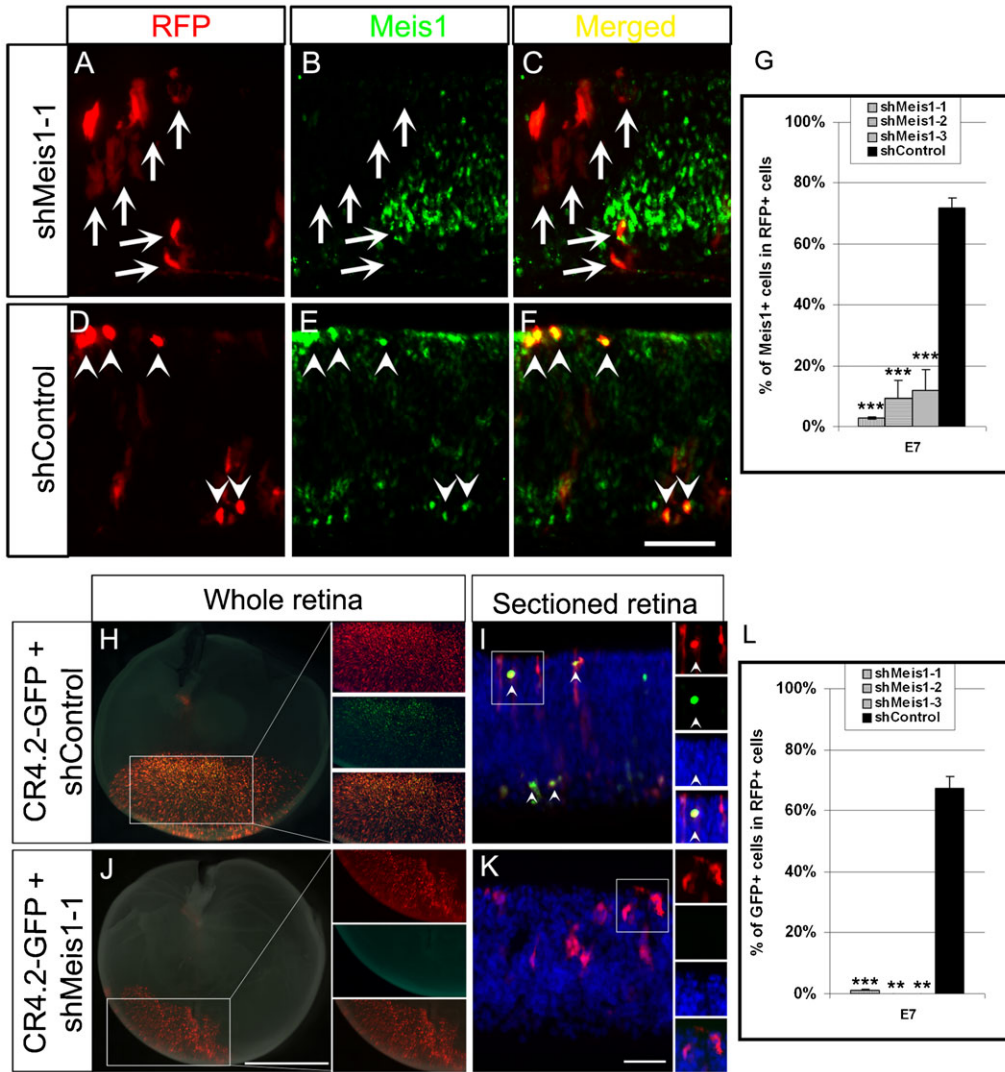 RFP
Meis1
Merged
shMeis1-1
A
B
C
shControl
D
E
F
G
shMeis1-1
shMeis1-2
shMeis1-3
shControl
% of Meis1+ cells in RFP+ cells
100%
80%
60%
40%
20%
0%
***
***
***
E7
Whole retina
Sectioned retina
CR4.2-GFP +
shControl
H
I
CR4.2-GFP +
shMeis1-1
J
K
L
shMeis1-1
shMeis1-2
shMeis1-3
shControl
% of GFP+ cells in RFP+ cells
100%
80%
60%
40%
20%
0%
***
**
**
E7